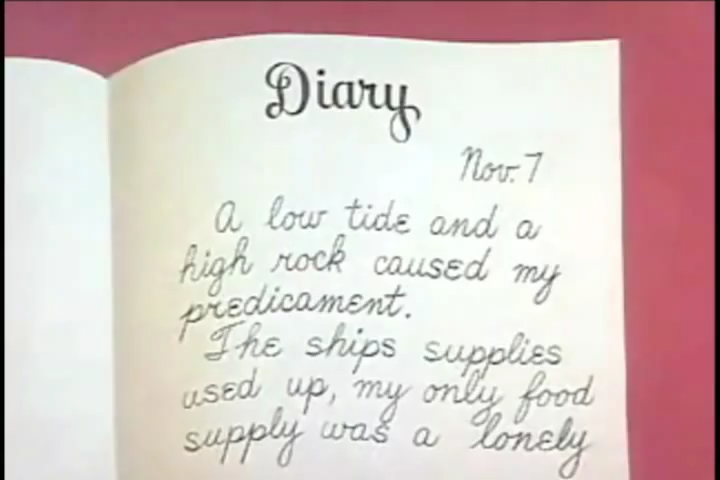 Diary
Nov. 7
A low tide and a
high rock caused my
predicament.
The ships supplies
used up, my only food
supply was a lonely